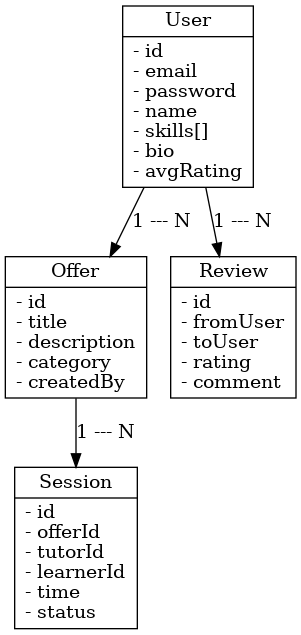 User
- id
- email
- password
- name
- skills[]
- bio
- avgRating
1 --- N
1 --- N
Offer
- id
- title
- description
- category
- createdBy
Review
- id
- fromUser
- toUser
- rating
- comment
1 --- N
Session
- id
- offerId
- tutorId
- learnerId
- time
- status